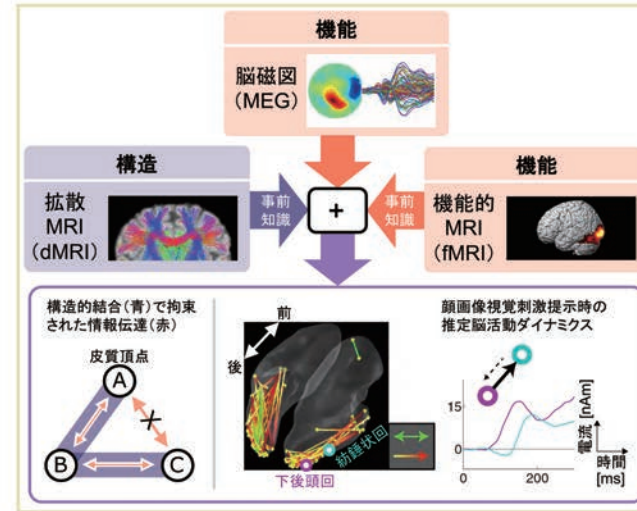 機能
脳磁図
(MEG)
構造
拡散
MRI
(dMRI)
事前
知識
+
事前
知識
機能
機能的
MRI
(fMRI)
構造的結合(青)で拘束
された情報伝達(赤)
皮質頂点
A
B
C
前
後
紡錘状回
下後頭回
顔画像視覚刺激提示時の
推定脳活動ダイナミクス
15
0
0
200
電流 [nAm]
時間
[ms]